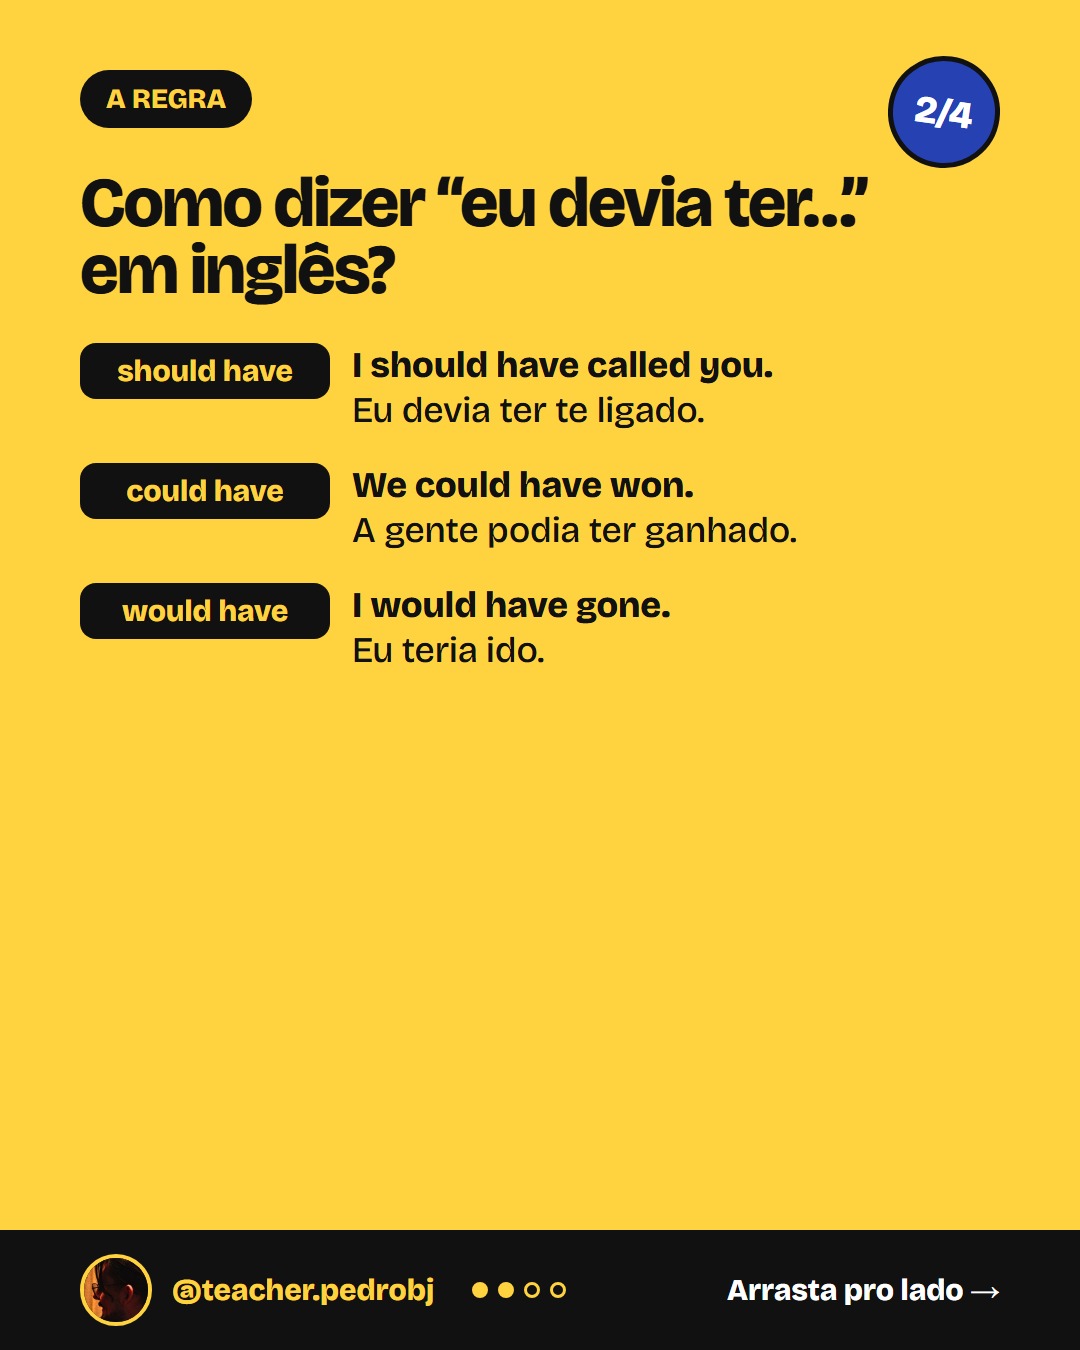 A REGRA
2/4
Como dizer “eu devia ter...”
em inglês?
should have
I should have called you.
Eu devia ter te ligado.
could have
We could have won.
A gente podia ter ganhado.
would have
I would have gone.
Eu teria ido.
@teacher.pedrobj
Arrasta pro lado →